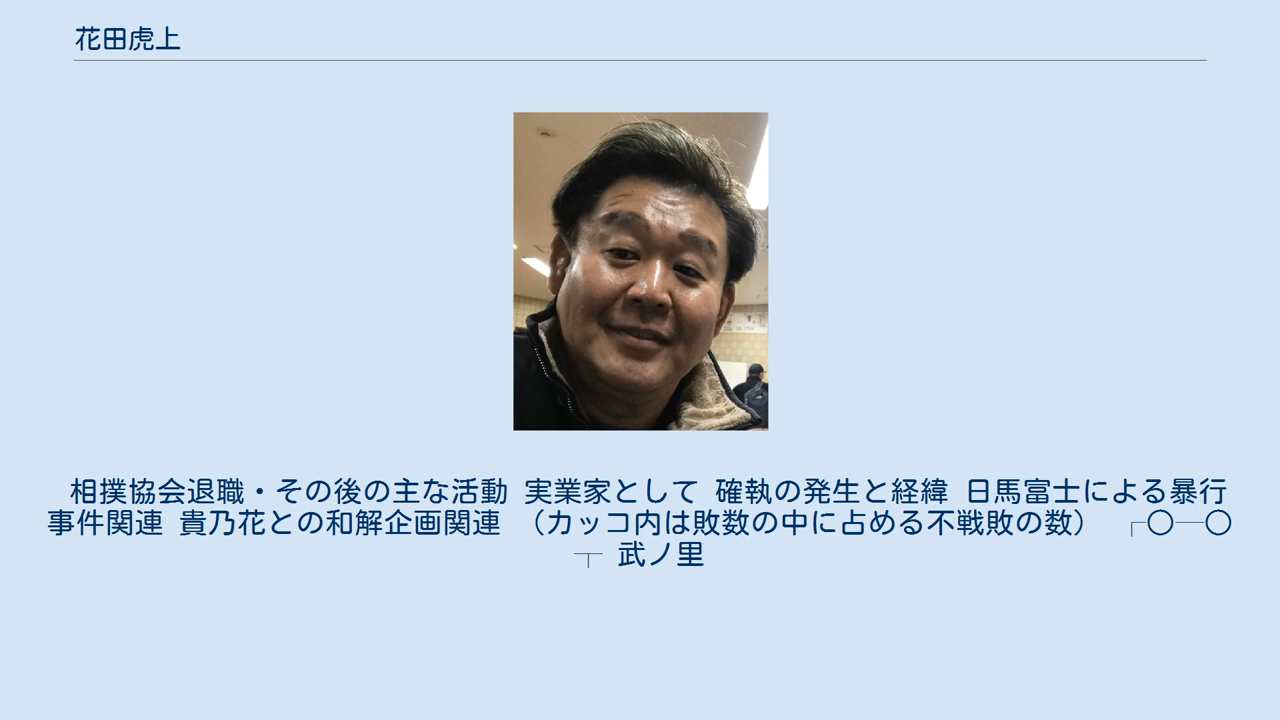 花田虎上
相撲協会退職・その後の主な活動 実業家として 確執の発生と経緯 日馬富士による暴行
事件関連 貴乃花との和解企画関連 （カッコ内は敗数の中に占める不戦敗の数） ┌〇─〇
┬ 武ノ里